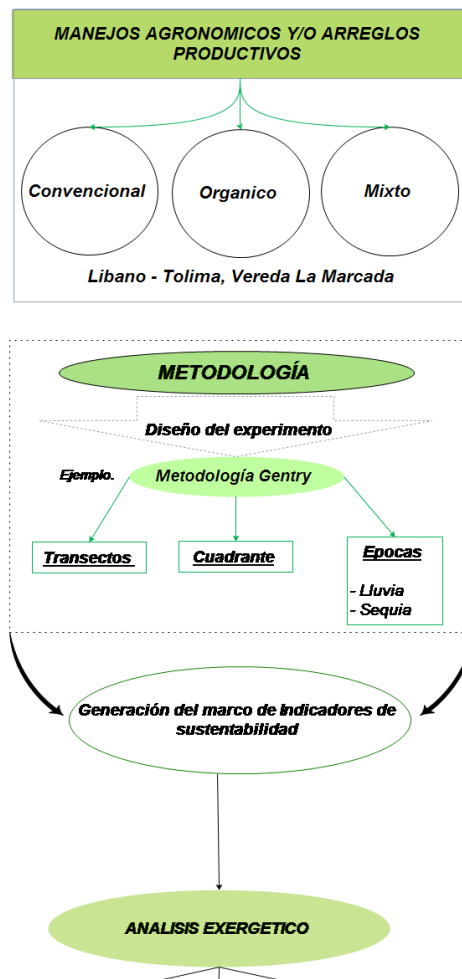 MANEJOS AGRONOMICOS Y/O ARREGLOS
PRODUCTIVOS
Convencional
Organico
Mixto
Libano - Tolima, Vereda La Marcada
METODOLOGÍA
Diseño del experimento
Ejemplo.
Metodología Gentry
Transectos
Cuadrante
Epocas
- Lluvia
- Sequia
Generación del marco de Indicadores de
sustentabilidad
ANALISIS EXERGETICO